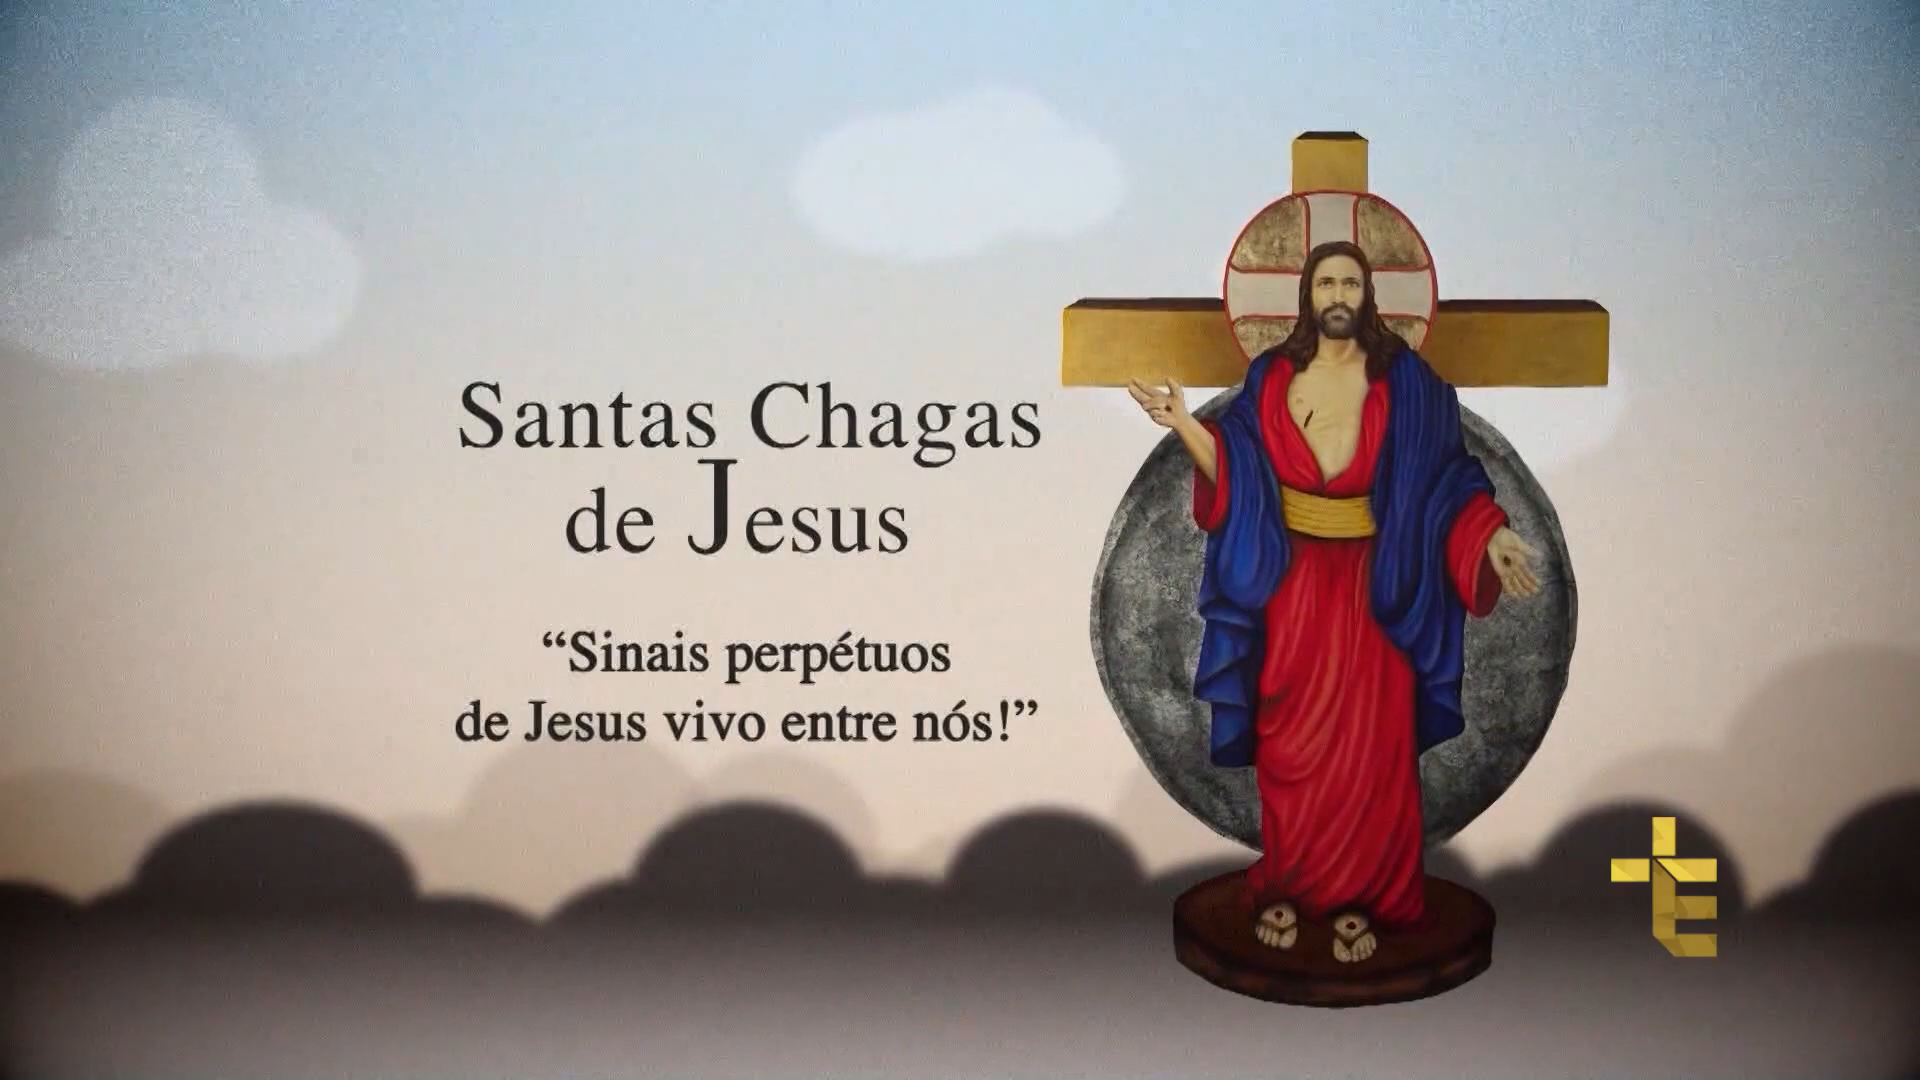 Santas Chagas
de Jesus
“Sinais perpétuos
de Jesus vivo entre nós!”